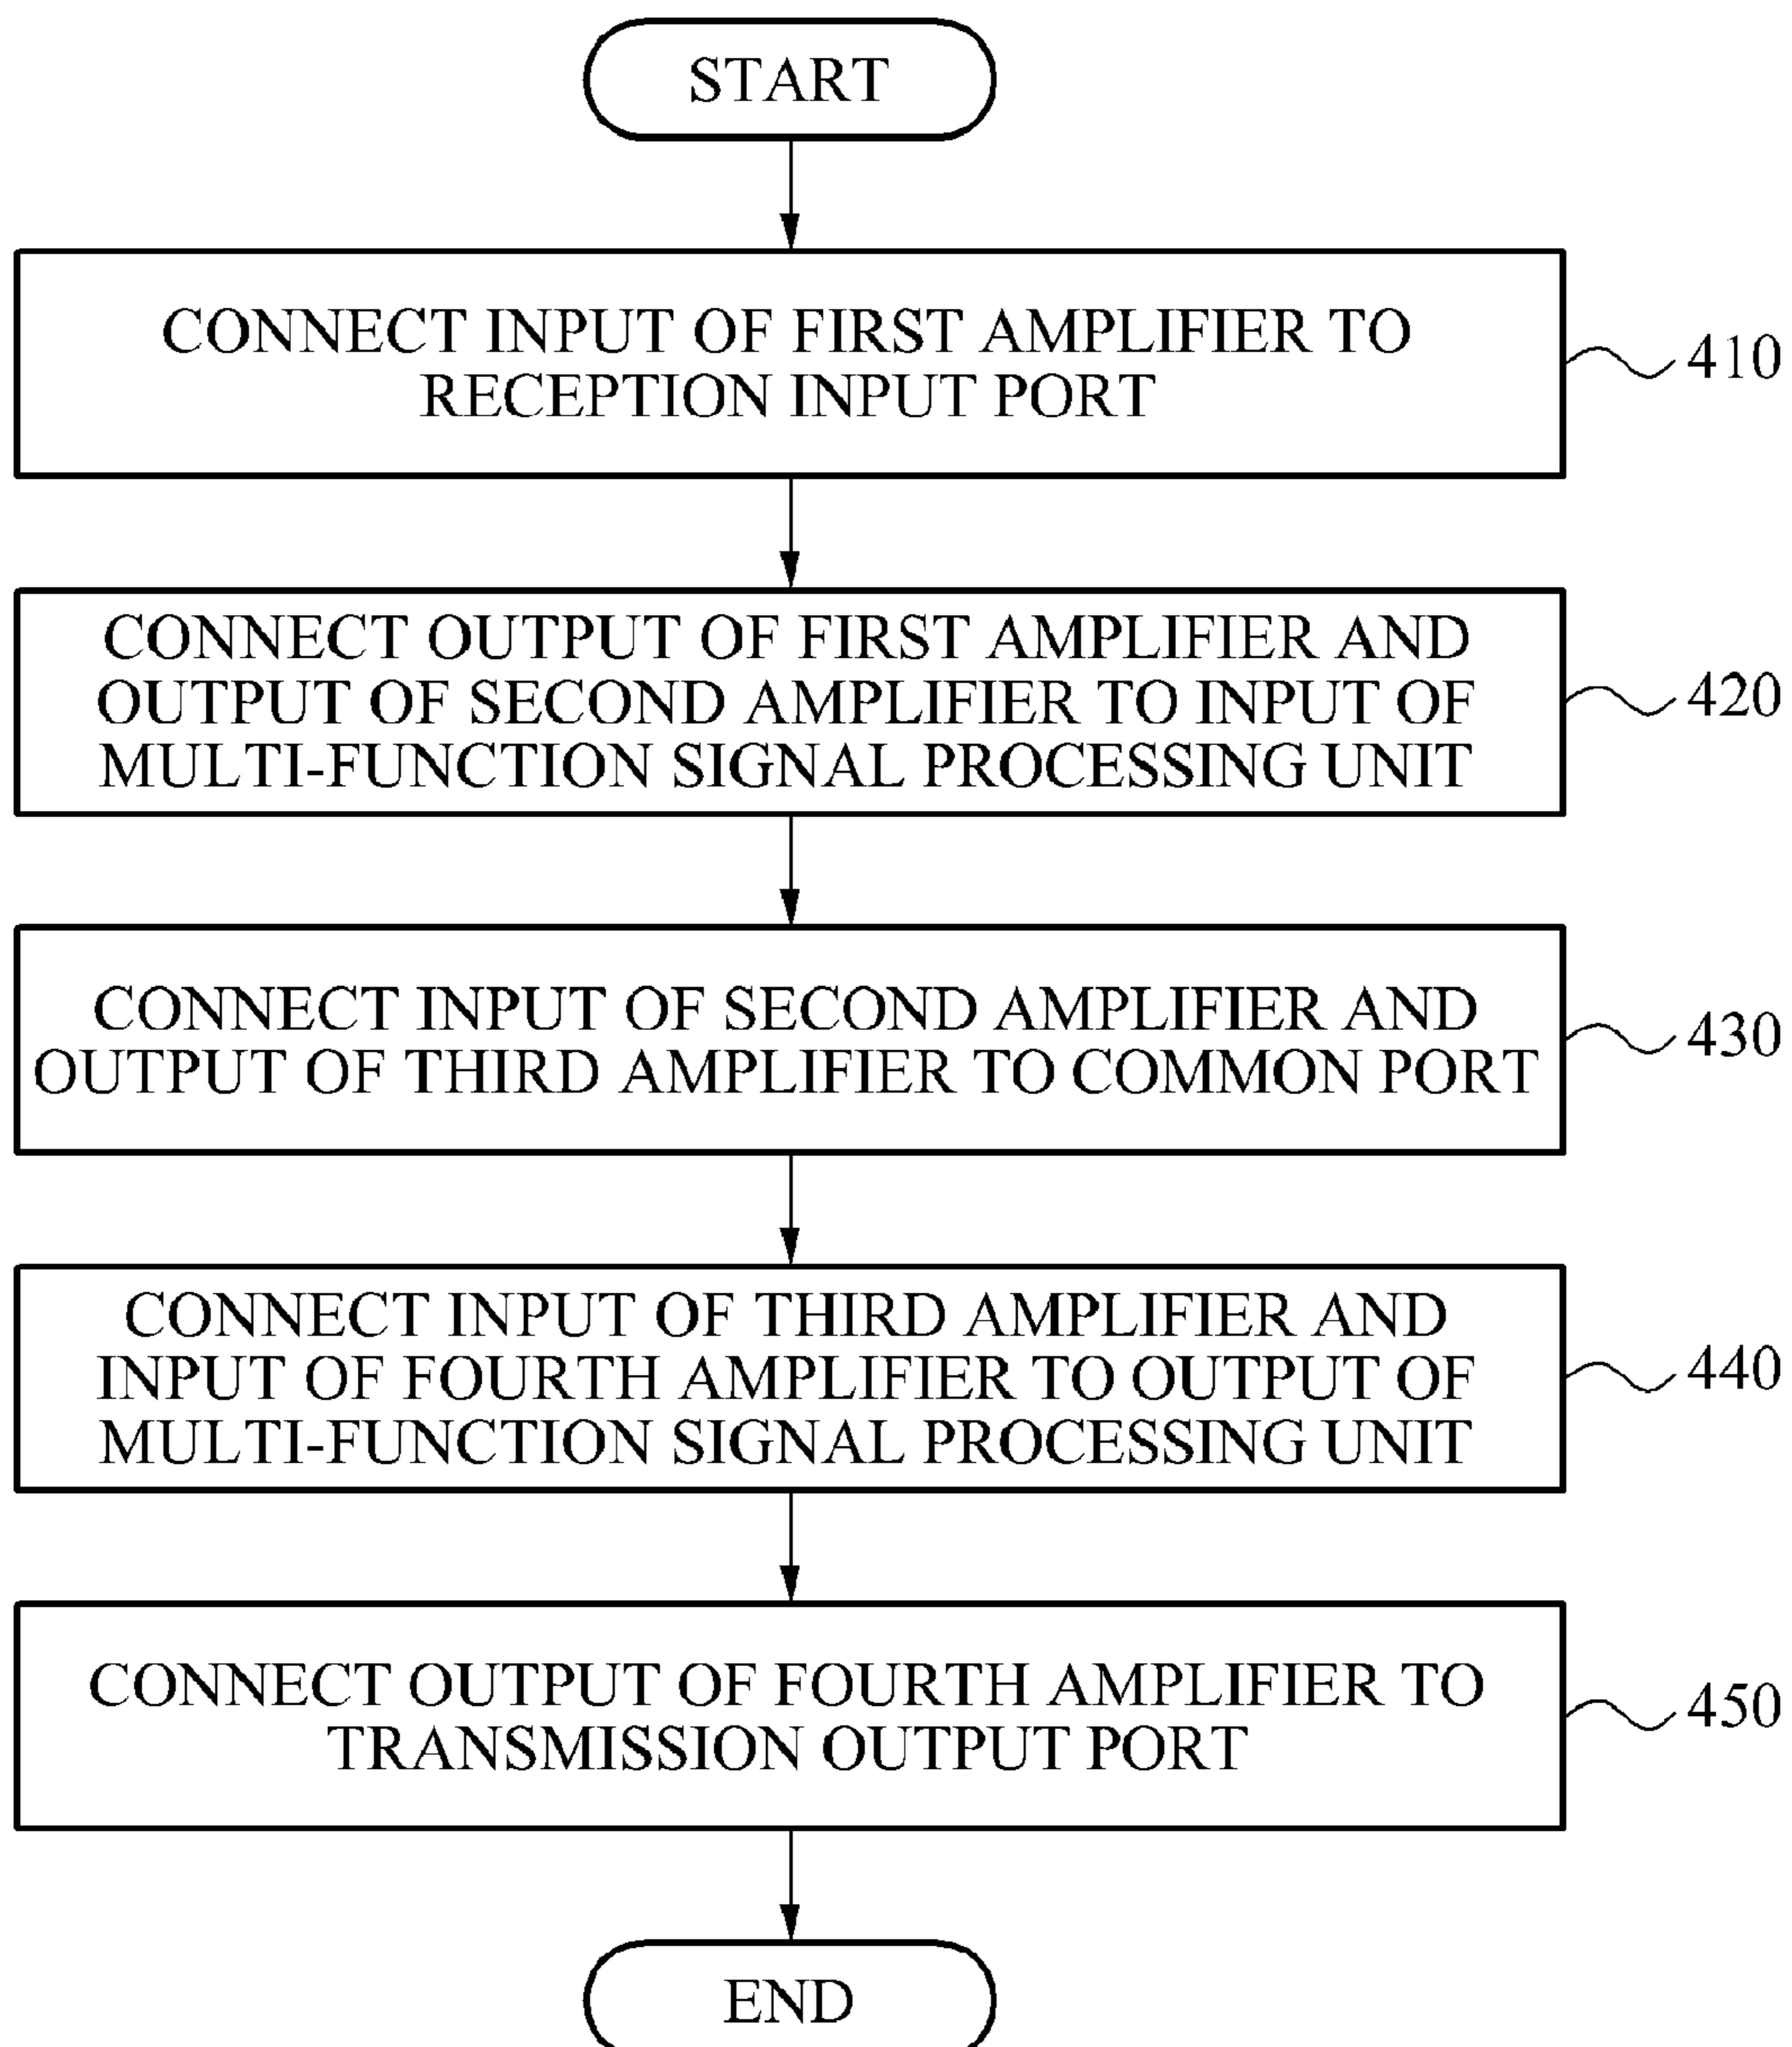 START
CONNECT INPUT OF FIRST AMPLIFIER TO
RECEPTION INPUT PORT
410
CONNECT OUTPUT OF FIRST AMPLIFIER AND
OUTPUT OF SECOND AMPLIFIER TO INPUT OF
MULTI-FUNCTION SIGNAL PROCESSING UNIT
420
CONNECT INPUT OF SECOND AMPLIFIER AND
OUTPUT OF THIRD AMPLIFIER TO COMMON PORT
430
CONNECT INPUT OF THIRD AMPLIFIER AND
INPUT OF FOURTH AMPLIFIER TO OUTPUT OF
MULTI-FUNCTION SIGNAL PROCESSING UNIT
440
CONNECT OUTPUT OF FOURTH AMPLIFIER TO
TRANSMISSION OUTPUT PORT
450
END